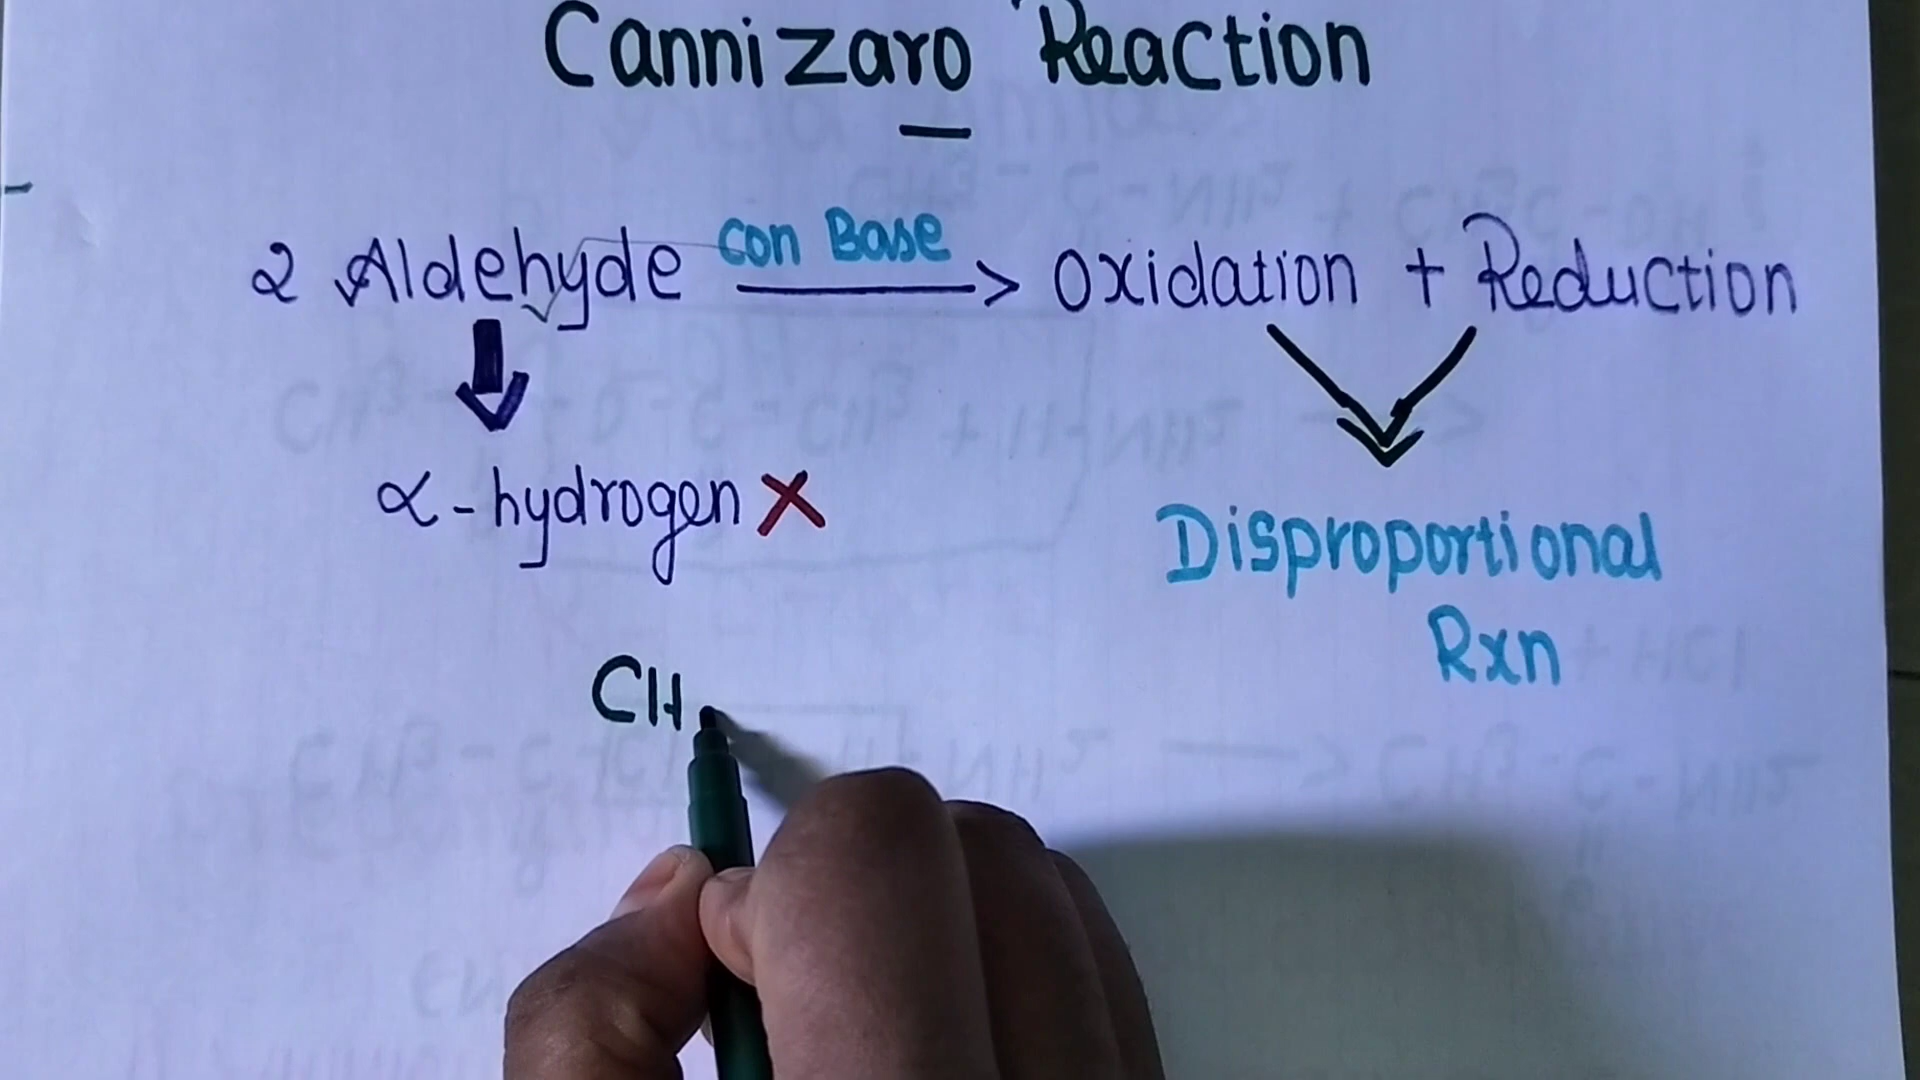 Cannizaro Reaction
2 Aldehyde con Base → Oxidation + Reduction
α-hydrogen ✗
Disproportional
Rxn
CH